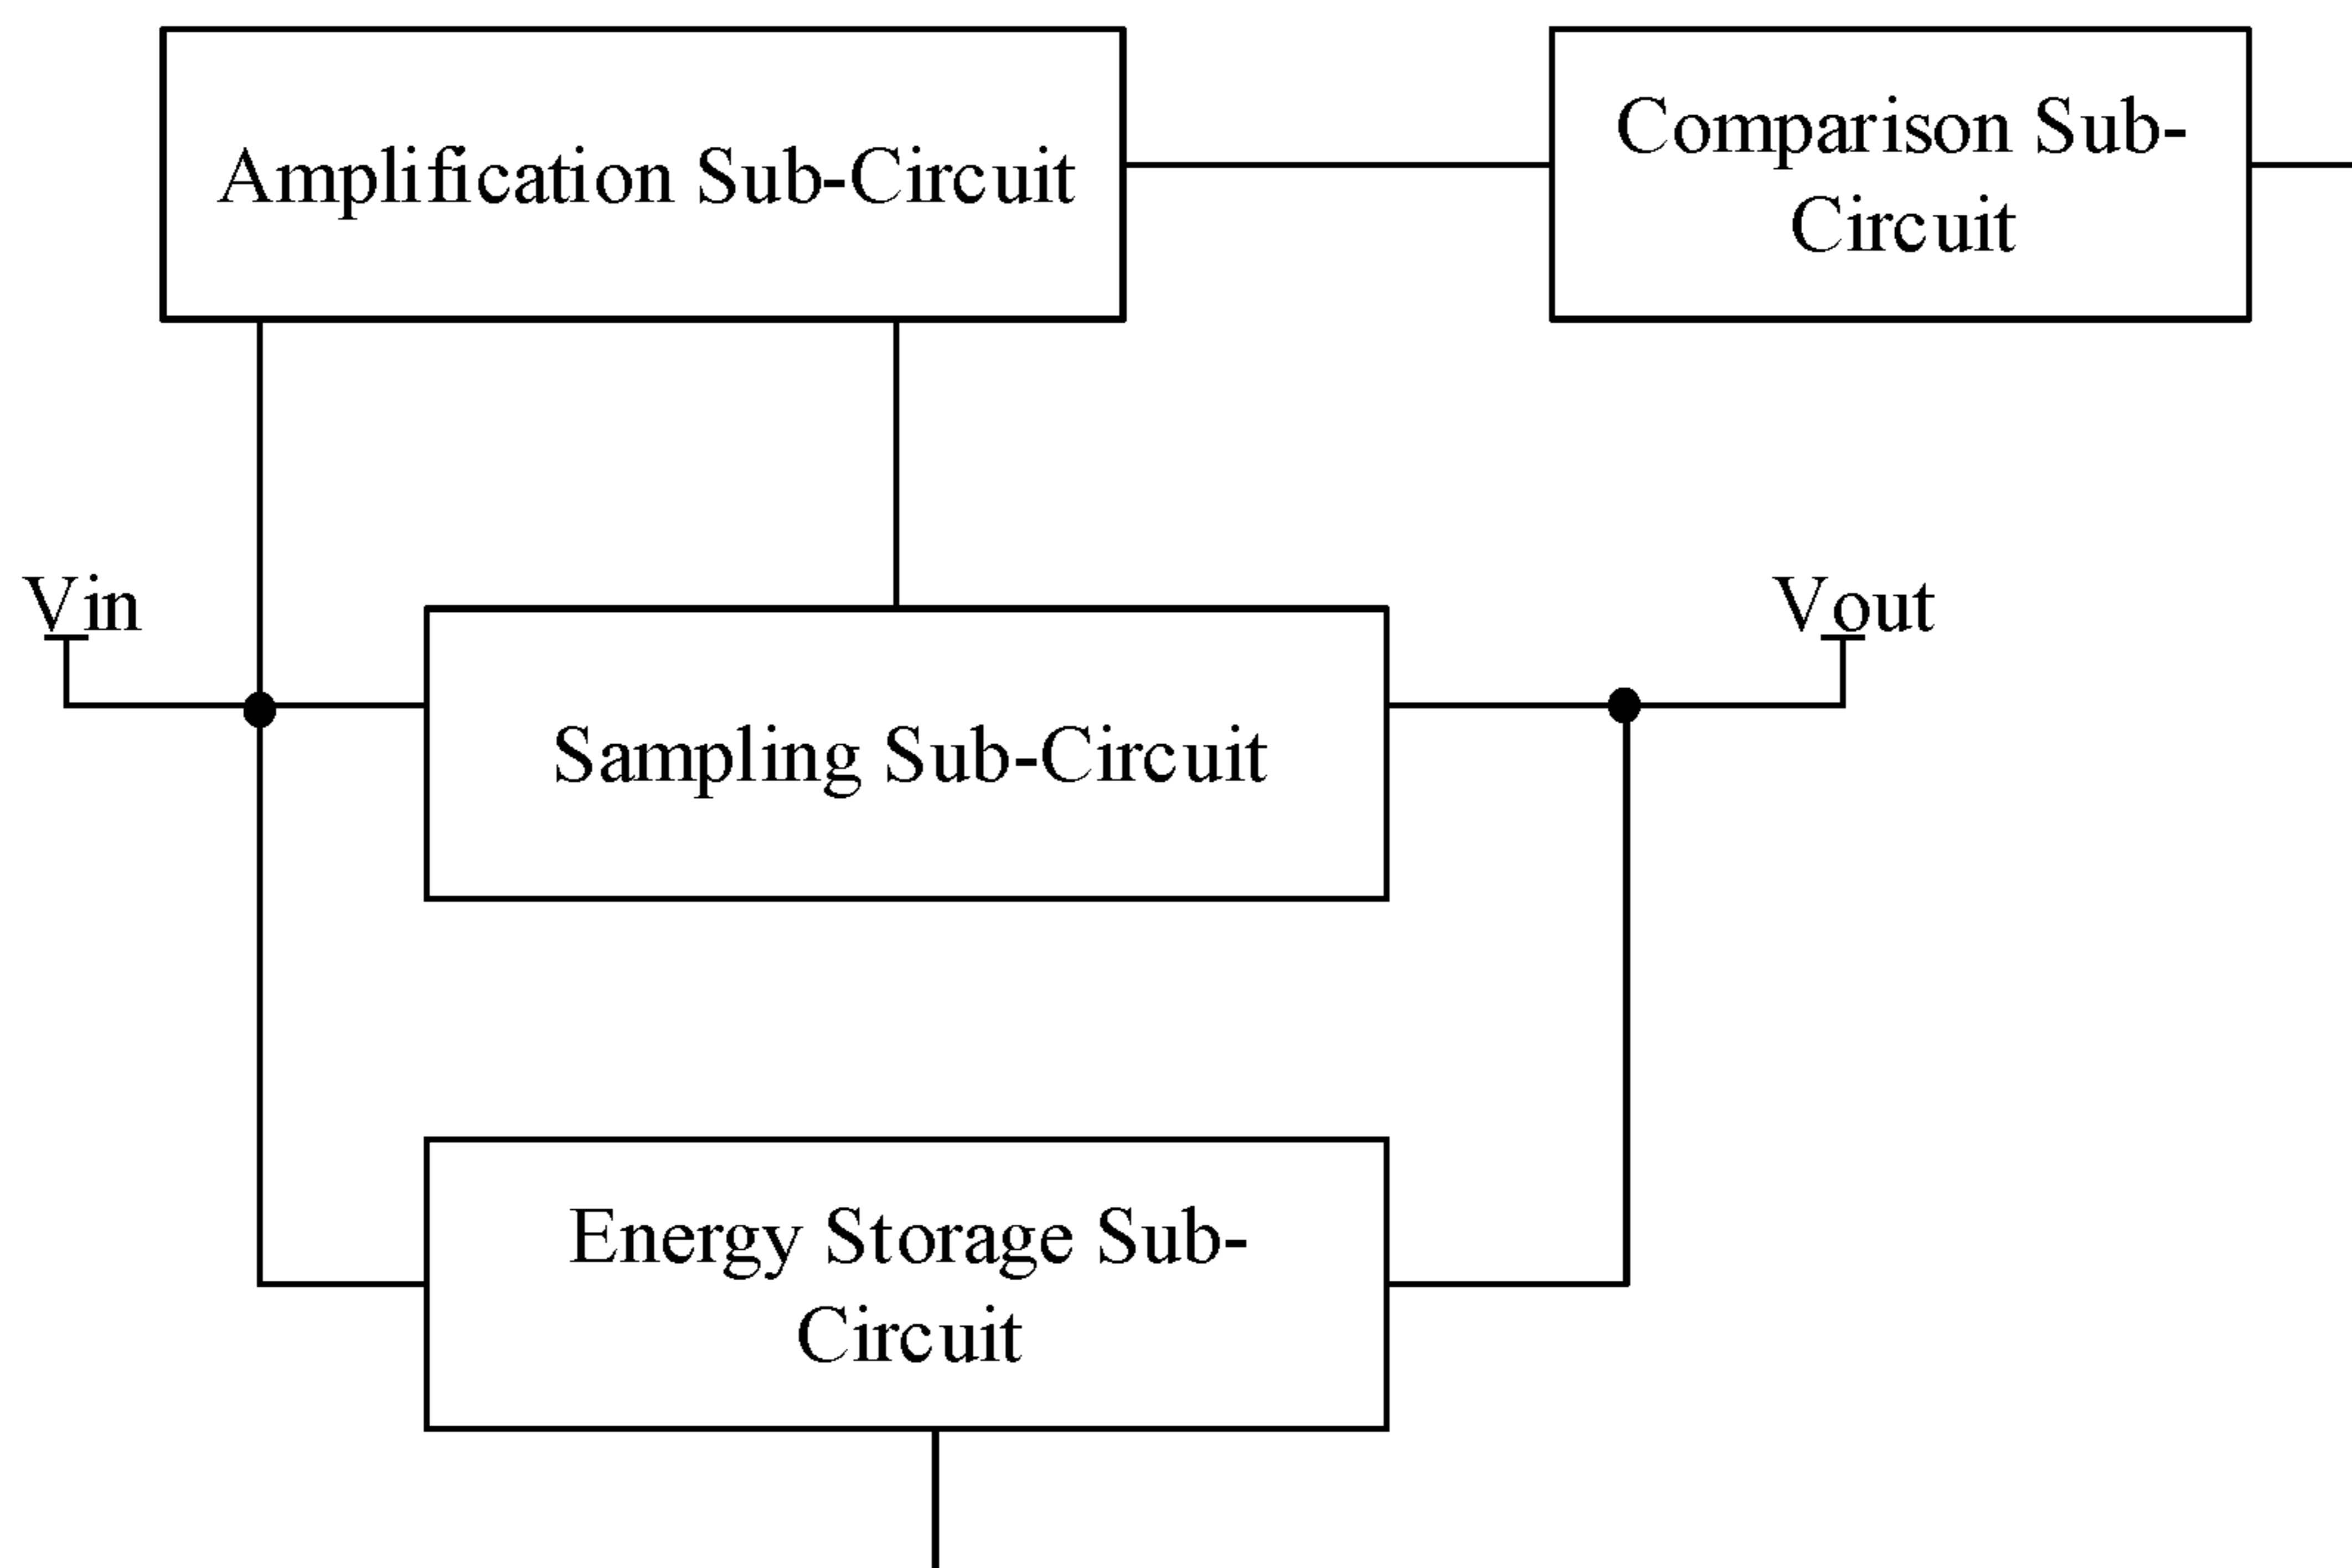 Amplification Sub-Circuit
Comparison Sub-
Circuit
Vin
Vout
Sampling Sub-Circuit
Energy Storage Sub-
Circuit